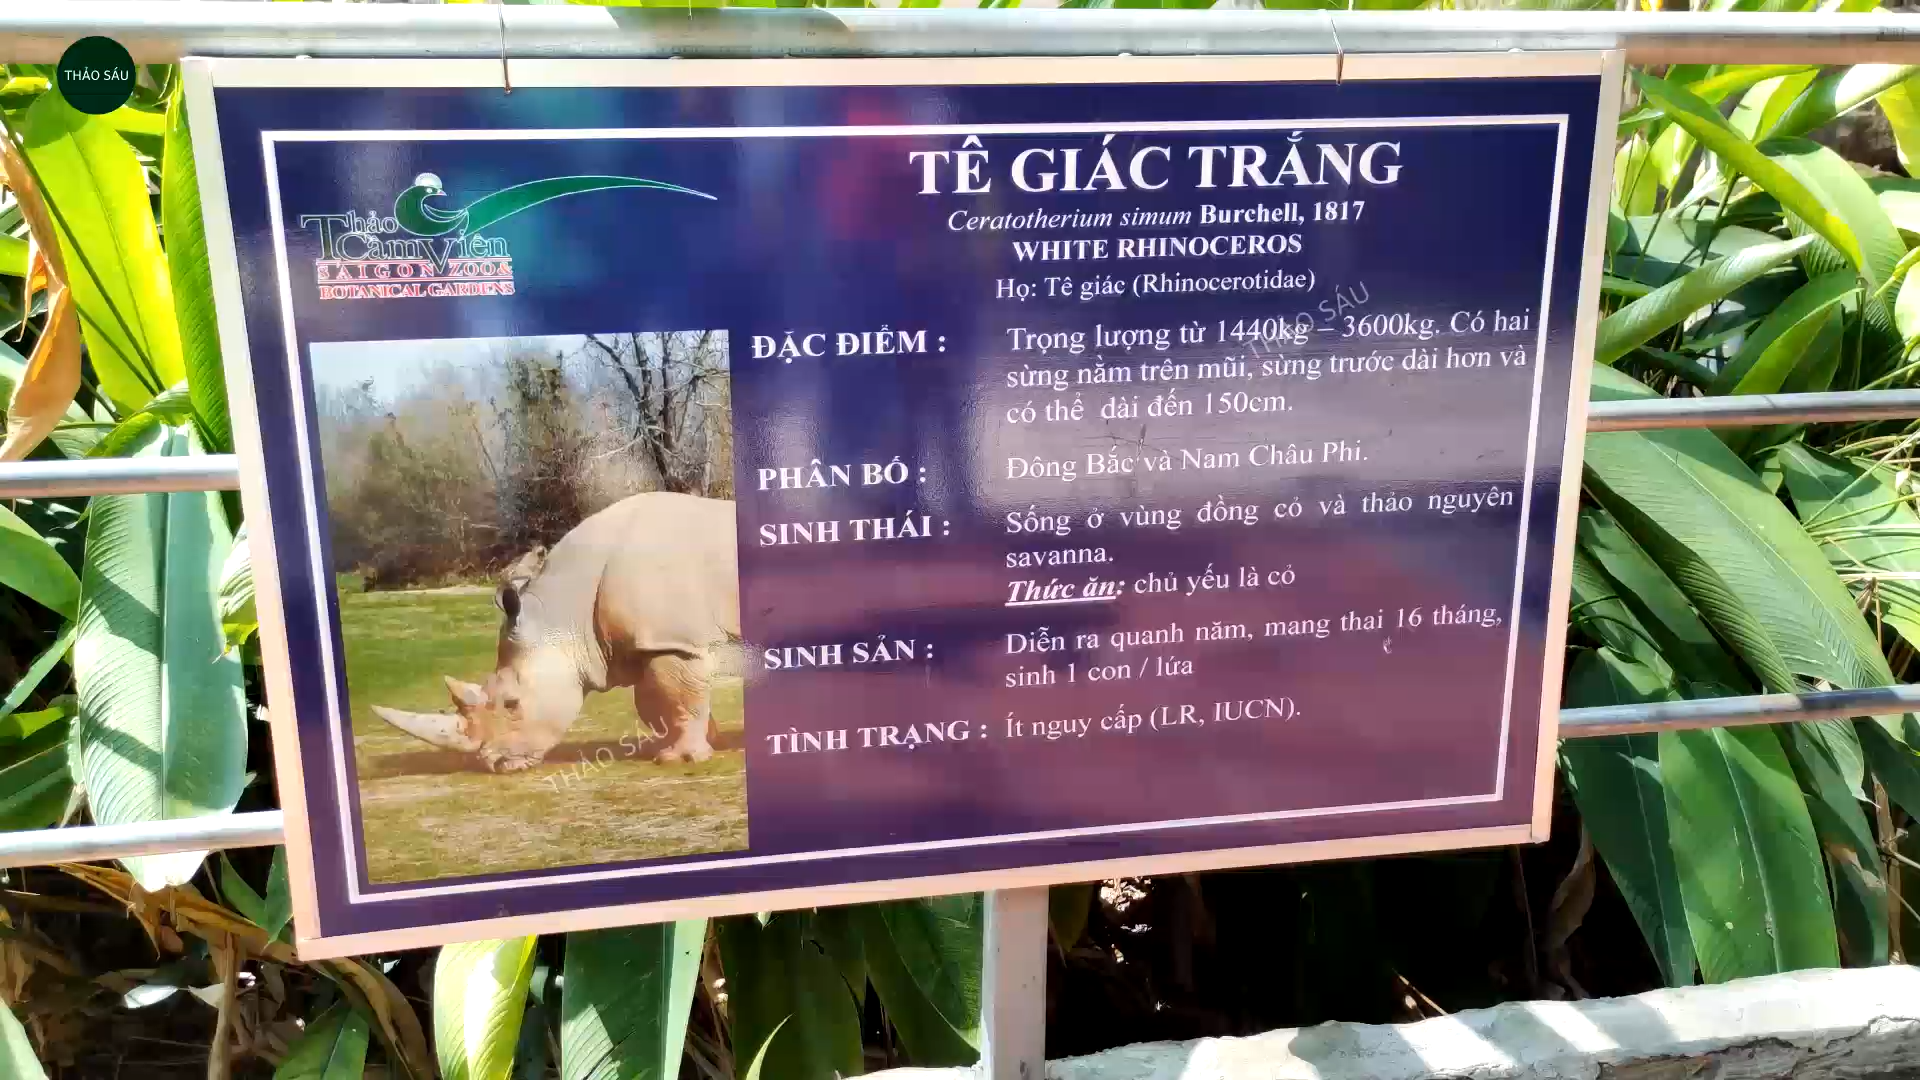 THẢO SÁU
Thảo
Cầm Viên
SAIGON ZOO &
BOTANICAL GARDENS
TÊ GIÁC TRẮNG
Ceratotherium simum Burchell, 1817
WHITE RHINOCEROS
Họ: Tê giác (Rhinocerotidae)
ĐẶC ĐIỂM : Trọng lượng từ 1440kg – 3600kg. Có hai
sừng nằm trên mũi, sừng trước dài hơn và
có thể dài đến 150cm.
PHÂN BỐ : Đông Bắc và Nam Châu Phi.
SINH THÁI : Sống ở vùng đồng cỏ và thảo nguyên
savanna.
Thức ăn: chủ yếu là cỏ
SINH SẢN : Diễn ra quanh năm, mang thai 16 tháng,
sinh 1 con / lứa
TÌNH TRẠNG : Ít nguy cấp (LR, IUCN).
THẢO SÁU
THẢO SÁU